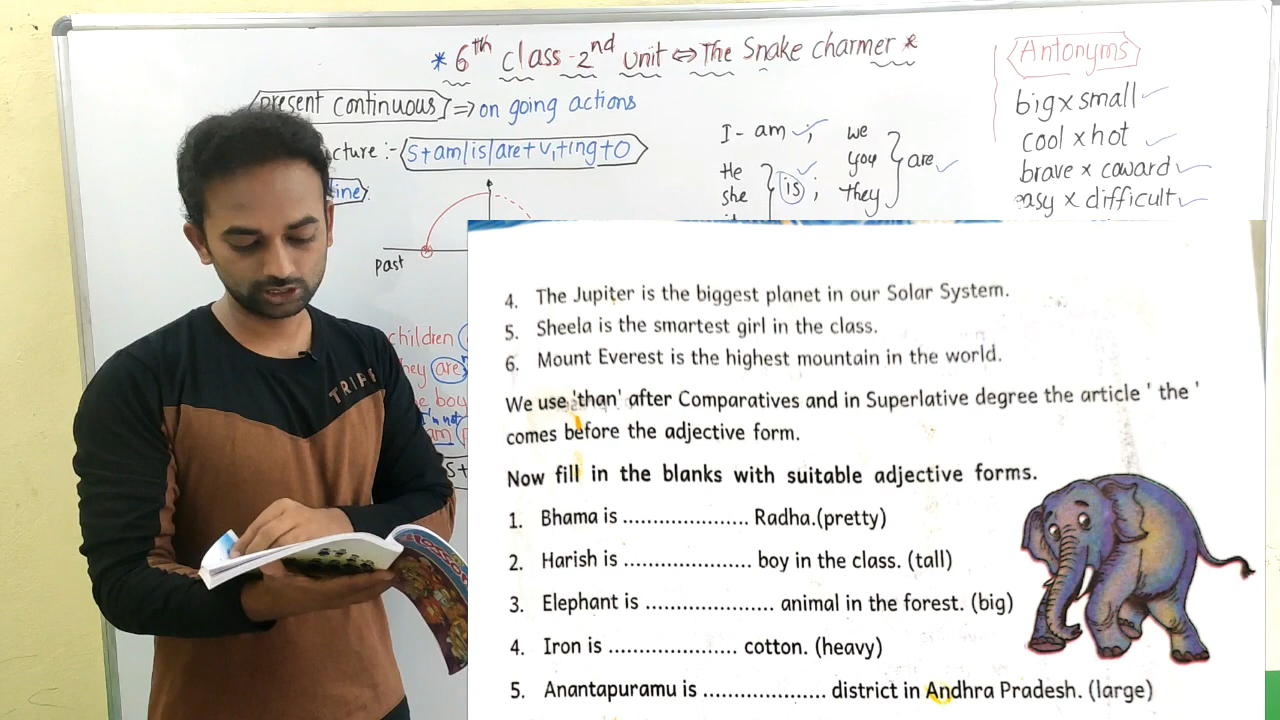 * 6th class - 2nd unit ⇔ The Snake charmer *
present continuous => on going actions
cture :- S+am/is/are+V1+ing+O
ine
Past
I - am ;
He
she
is ;
we
you
they
are
Antonyms
big x small
cool x hot
brave x coward
easy x difficult
children
they are
e boy
I'm not
am
S+
TRIP
4. The Jupiter is the biggest planet in our Solar System.
5. Sheela is the smartest girl in the class.
6. Mount Everest is the highest mountain in the world.
We use 'than' after Comparatives and in Superlative degree the article ' the '
comes before the adjective form.
Now fill in the blanks with suitable adjective forms.
1. Bhama is ..................... Radha.(pretty)
2. Harish is ..................... boy in the class. (tall)
3. Elephant is ..................... animal in the forest. (big)
4. Iron is ..................... cotton. (heavy)
5. Anantapuramu is .................... district in Andhra Pradesh. (large)